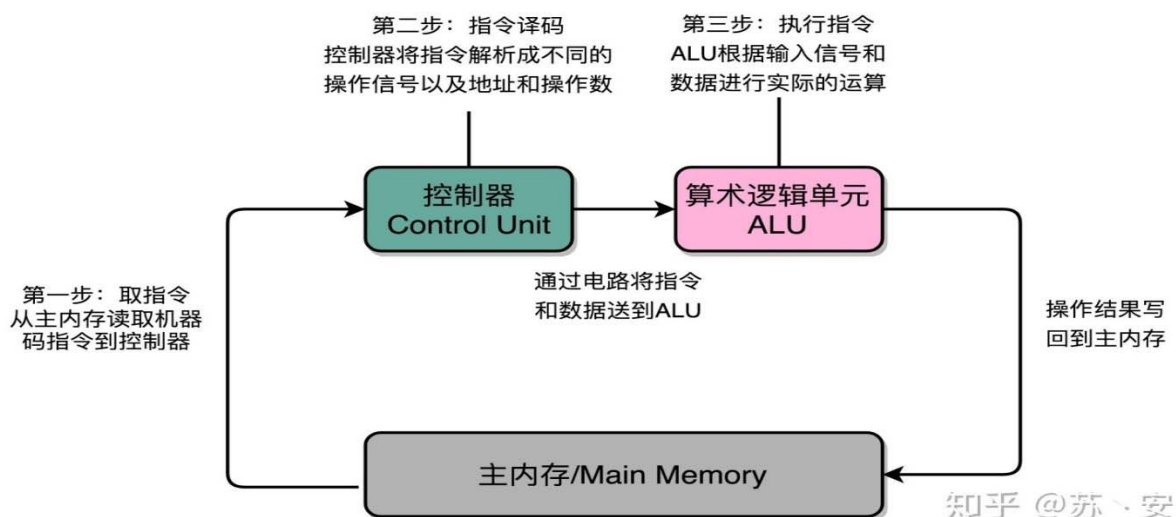 第二步：指令译码
控制器将指令解析成不同的
操作信号以及地址和操作数
第三步：执行指令
ALU根据输入信号和
数据进行实际的运算
控制器
Control Unit
算术逻辑单元
ALU
第一步：取指令
从主内存读取机器
码指令到控制器
通过电路将指令
和数据送到ALU
操作结果写
回到主内存
主内存/Main Memory
知乎 @苏丶安